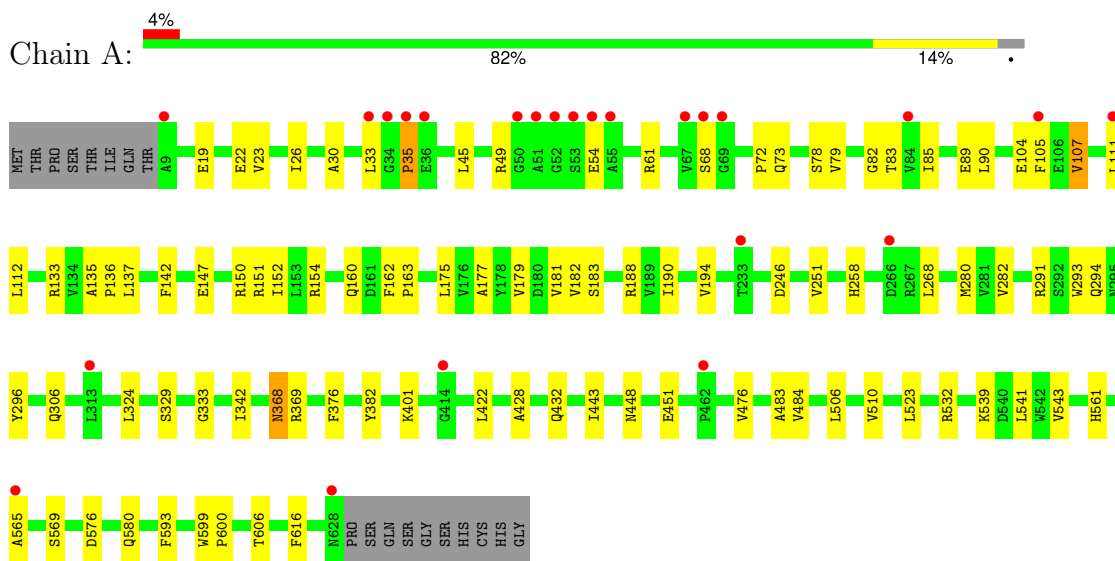 4%
Chain A:
82% 14% •
MET THR PRO SER THR ILE GLN THR A9 E19 E22 V23 I26 A30 L33 G34 P35 E36 L45 R49 G50 A51 G52 S53 E54 A55 R61 V67 S68 G69 P72 Q73 S78 V79 G82 T83 V84 I85 E89 L90 E104 F105 E106 V107 L111
L112 R133 V134 A135 P136 L137 F142 E147 R150 R151 I152 L153 R154 Q160 D161 F162 P163 L175 V176 A177 Y178 V179 D180 V181 V182 S183 R188 V189 I190 V194 T233 D246 V251 H258 D266 R267 L268 M280 V281 V282 R291 S292 W293 Q294 N295
Y296 Q306 L313 L324 S329 G333 I342 N368 R369 F376 Y382 K401 G414 L422 A428 Q432 I443 N448 E451 P462 V476 A483 V484 L506 V510 L523 R532 K539 D540 L541 W542 V543 H561
A565 S569 D576 Q580 F593 W599 P600 T606 F616 N628 PRO SER GLN SER GLY SER HIS CYS HIS GLY